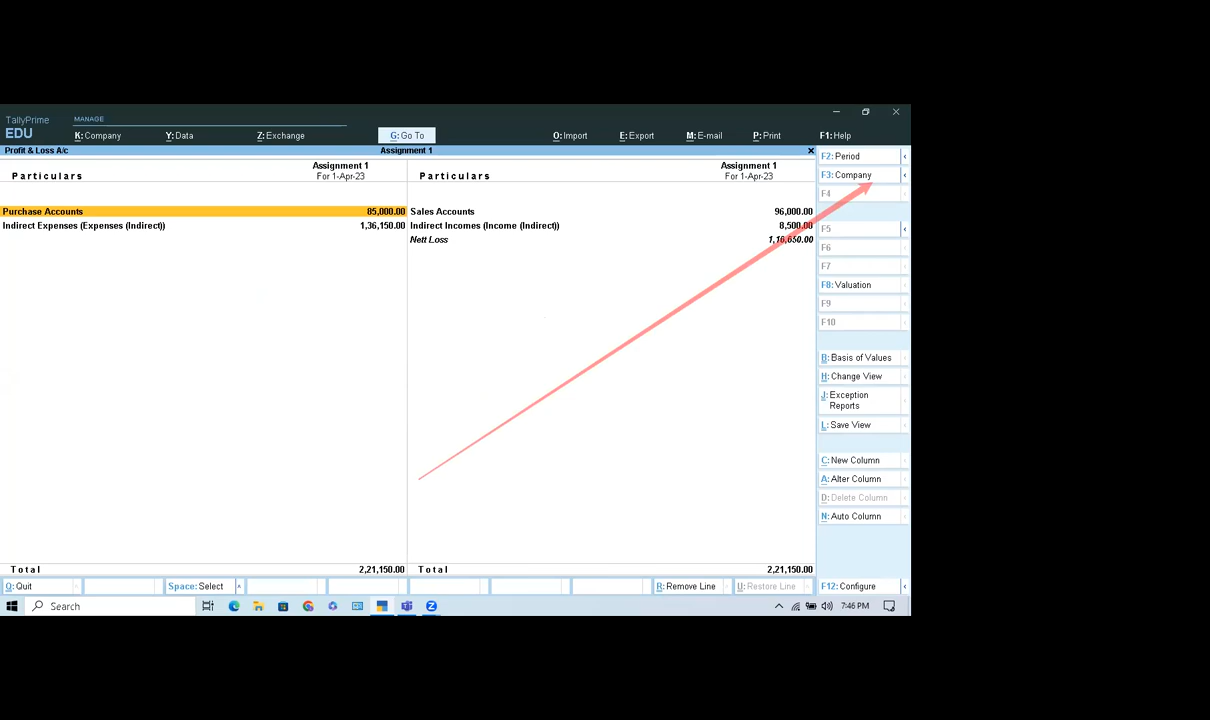 TallyPrime
EDU
MANAGE
K: Company
Y: Data
Z: Exchange
G: Go To
O: Import
E: Export
M: E-mail
P: Print
F1: Help
Profit & Loss A/c
Assignment 1
Particulars
Assignment 1
For 1-Apr-23
Particulars
Assignment 1
For 1-Apr-23
Purchase Accounts 85,000.00
Indirect Expenses (Expenses (Indirect)) 1,36,150.00
Sales Accounts 96,000.00
Indirect Incomes (Income (Indirect)) 8,500.00
Nett Loss 1,16,650.00
Total 2,21,150.00
Total 2,21,150.00
F2: Period
F3: Company
F4
F5
F6
F7
F8: Valuation
F9
F10
B: Basis of Values
H: Change View
J: Exception
Reports
L: Save View
C: New Column
A: Alter Column
D: Delete Column
N: Auto Column
Q: Quit
Space: Select
R: Remove Line
U: Restore Line
F12: Configure
Search
7:46 PM